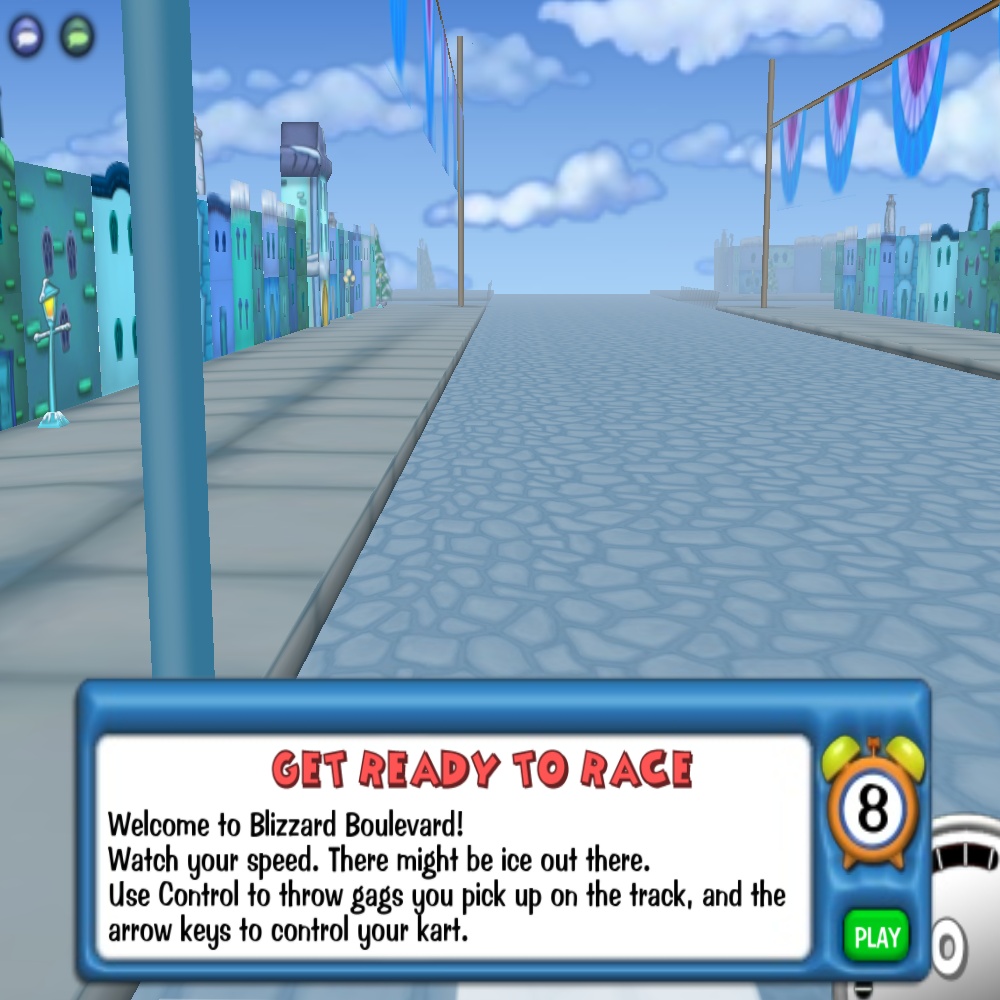 GET READY TO RACE
Welcome to Blizzard Boulevard!
Watch your speed. There might be ice out there.
Use Control to throw gags you pick up on the track, and the
arrow keys to control your kart.
8
PLAY
0